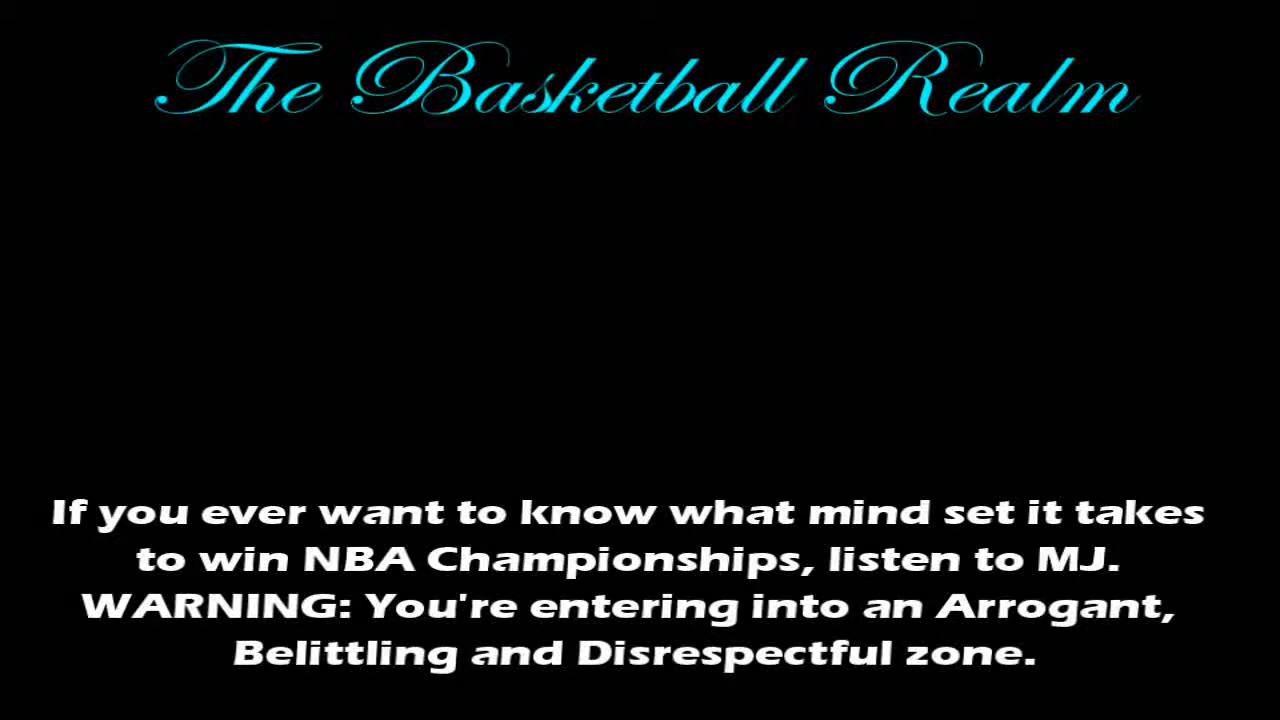 The Basketball Realm
If you ever want to know what mind set it takes
to win NBA Championships, listen to MJ.
WARNING: You're entering into an Arrogant,
Belittling and Disrespectful zone.